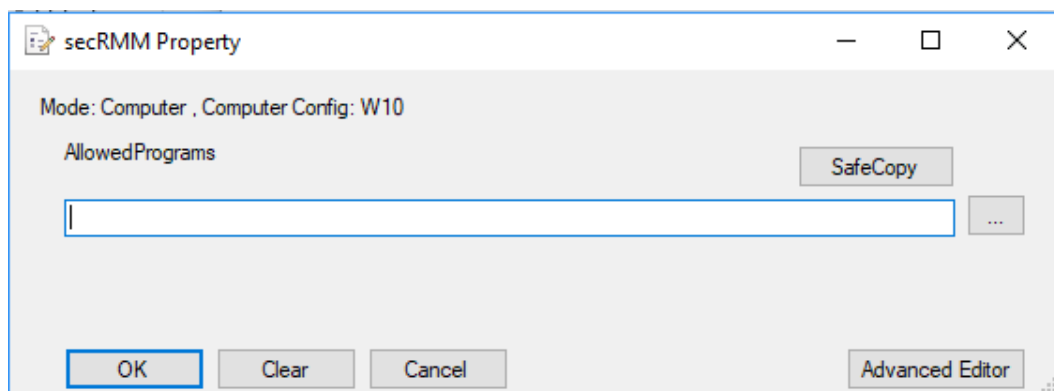 secRMM Property
Mode: Computer , Computer Config: W10
AllowedPrograms
SafeCopy
...
OK Clear Cancel Advanced Editor